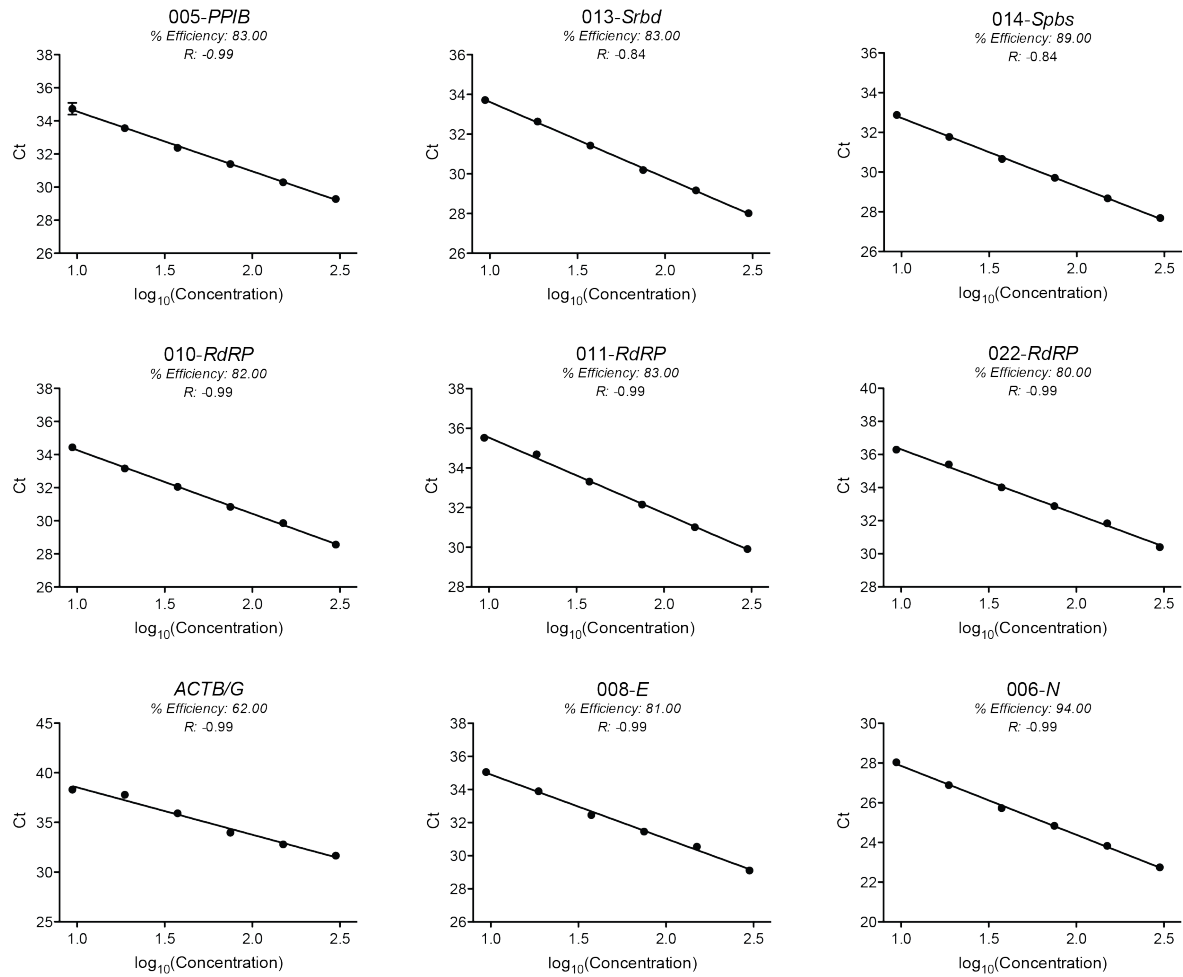 005-PPIB
% Efficiency: 83.00
R: -0.99
38
36
34
32
30
28
26
Ct
1.0 1.5 2.0 2.5
log10(Concentration)
013-Srbd
% Efficiency: 83.00
R: -0.84
36
34
32
30
28
26
Ct
1.0 1.5 2.0 2.5
log10(Concentration)
014-Spbs
% Efficiency: 89.00
R: -0.84
36
34
32
30
28
26
Ct
1.0 1.5 2.0 2.5
log10(Concentration)
010-RdRP
% Efficiency: 82.00
R: -0.99
38
36
34
32
30
28
26
Ct
1.0 1.5 2.0 2.5
log10(Concentration)
011-RdRP
% Efficiency: 83.00
R: -0.99
38
36
34
32
30
28
Ct
1.0 1.5 2.0 2.5
log10(Concentration)
022-RdRP
% Efficiency: 80.00
R: -0.99
40
38
36
34
32
30
28
Ct
1.0 1.5 2.0 2.5
log10(Concentration)
ACTB/G
% Efficiency: 62.00
R: -0.99
45
40
35
30
25
Ct
1.0 1.5 2.0 2.5
log10(Concentration)
008-E
% Efficiency: 81.00
R: -0.99
38
36
34
32
30
28
26
Ct
1.0 1.5 2.0 2.5
log10(Concentration)
006-N
% Efficiency: 94.00
R: -0.99
30
28
26
24
22
20
Ct
1.0 1.5 2.0 2.5
log10(Concentration)